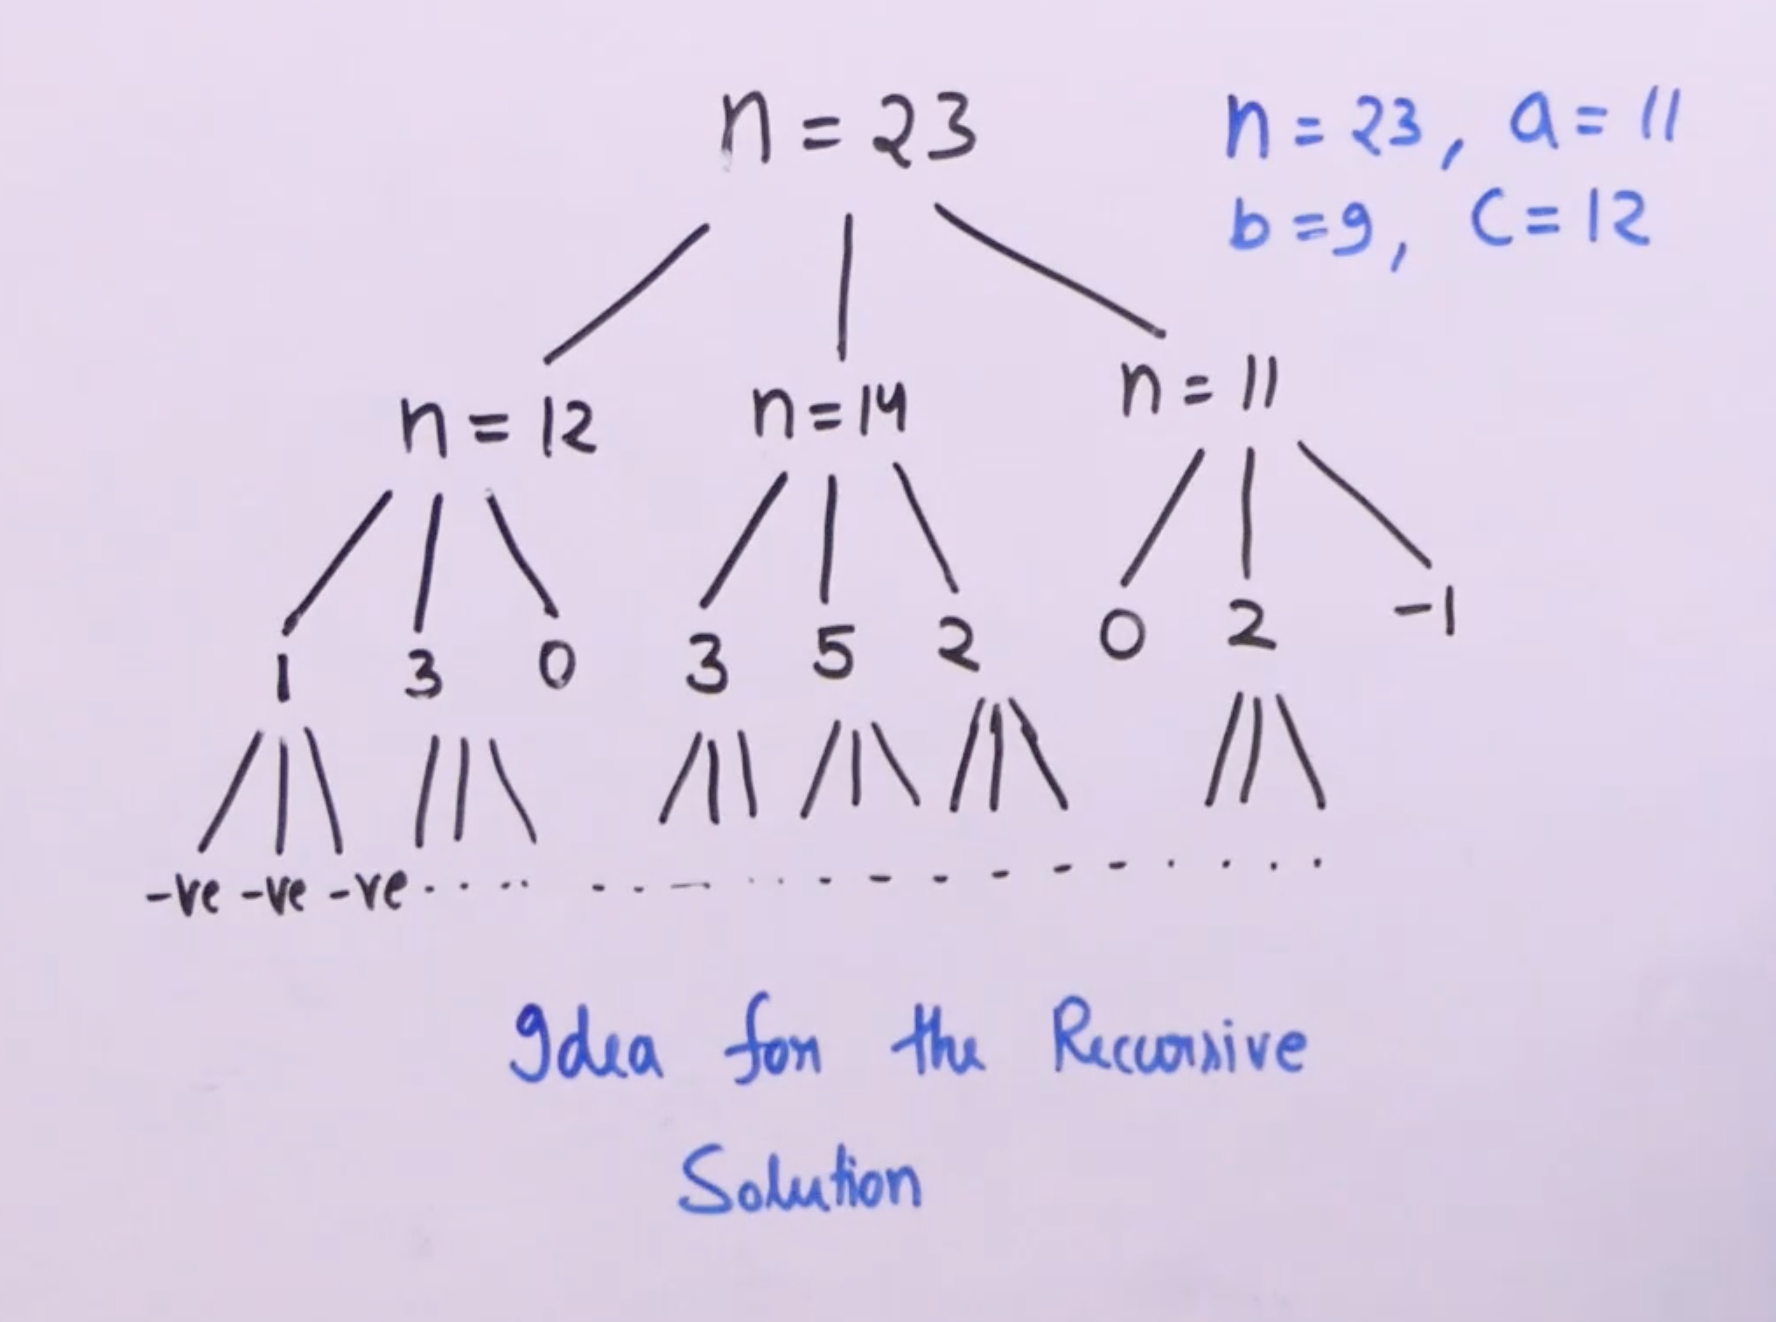 n = 23
n = 23, a = 11
b = 9, c = 12
n = 12 n = 14 n = 11
1 3 0 3 5 2 0 2 -1
-ve -ve -ve
Idea for the Recursive
Solution